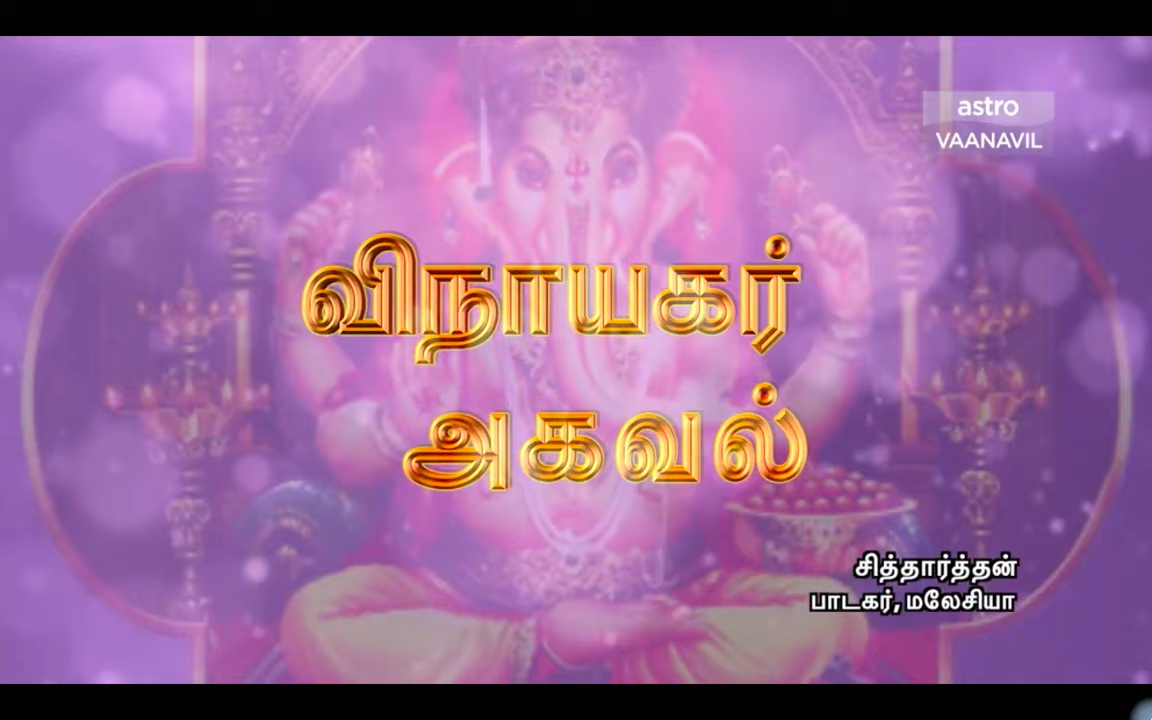 astro
VAANAVIL
விநாயகர்
அகவல்
சித்தார்த்தன்
பாடகர், மலேசியா